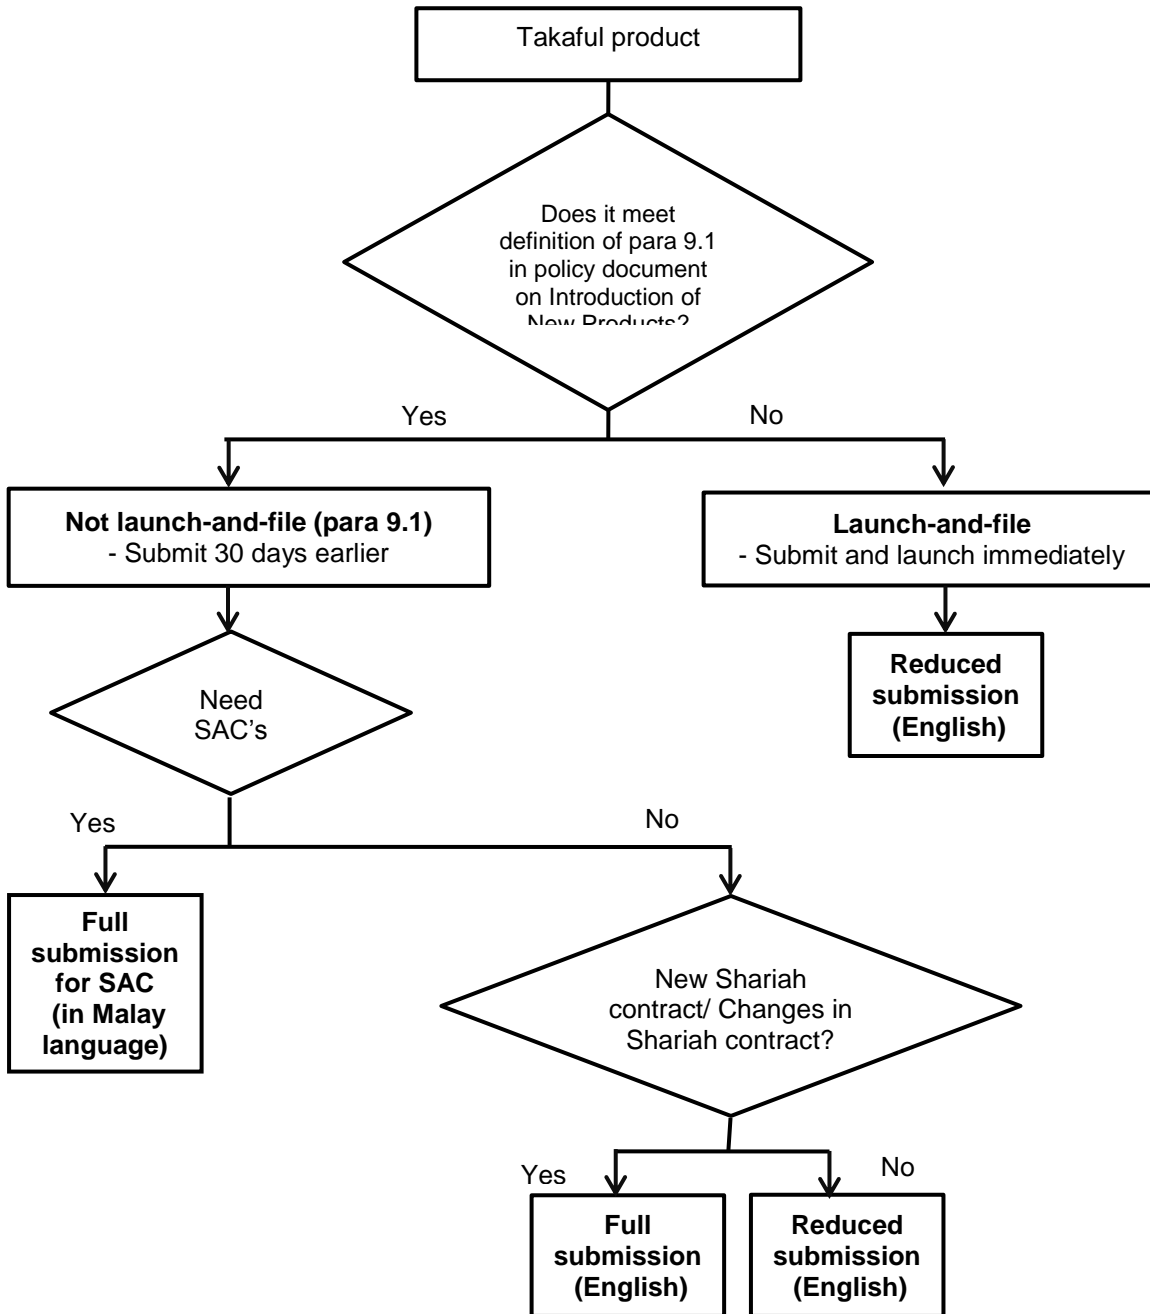 Takaful product
Does it meet
definition of para 9.1
in policy document
on Introduction of
New Products?
Yes
No
Not launch-and-file (para 9.1)
- Submit 30 days earlier
Launch-and-file
- Submit and launch immediately
Need
SAC's
Reduced
submission
(English)
Yes
No
Full
submission
for SAC
(in Malay
language)
New Shariah
contract/ Changes in
Shariah contract?
Yes
No
Full
submission
(English)
Reduced
submission
(English)